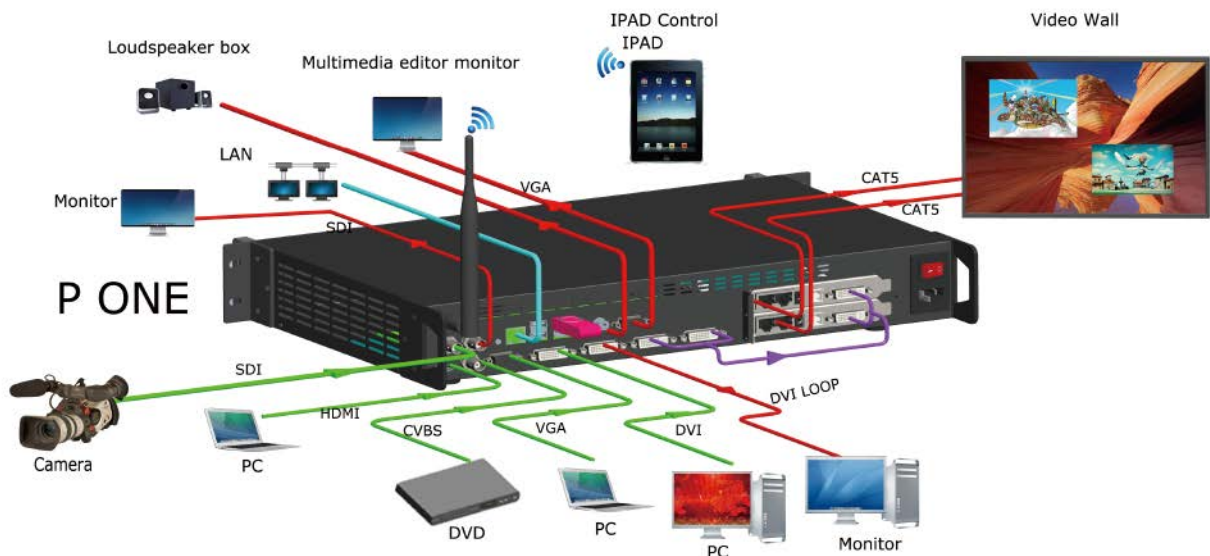 IPAD Control
IPAD
Video Wall
Loudspeaker box
Multimedia editor monitor
LAN
VGA
CAT5
CAT5
Monitor
SDI
P ONE
SDI
HDMI
DVI LOOP
CVBS
VGA
DVI
Camera
PC
DVD
PC
PC
Monitor